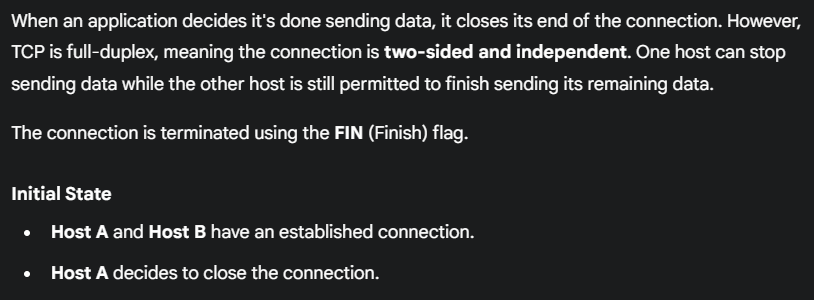 When an application decides it's done sending data, it closes its end of the connection. However,
TCP is full-duplex, meaning the connection is two-sided and independent. One host can stop
sending data while the other host is still permitted to finish sending its remaining data.
The connection is terminated using the FIN (Finish) flag.
Initial State
• Host A and Host B have an established connection.
• Host A decides to close the connection.